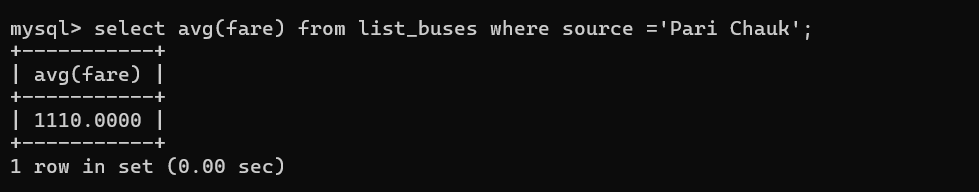 mysql> select avg(fare) from list_buses where source ='Pari Chauk';
+-----------+
| avg(fare) |
+-----------+
| 1110.0000 |
+-----------+
1 row in set (0.00 sec)